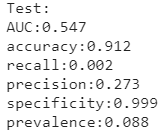 Test:
AUC:0.547
accuracy:0.912
recall:0.002
precision:0.273
specificity:0.999
prevalence:0.088